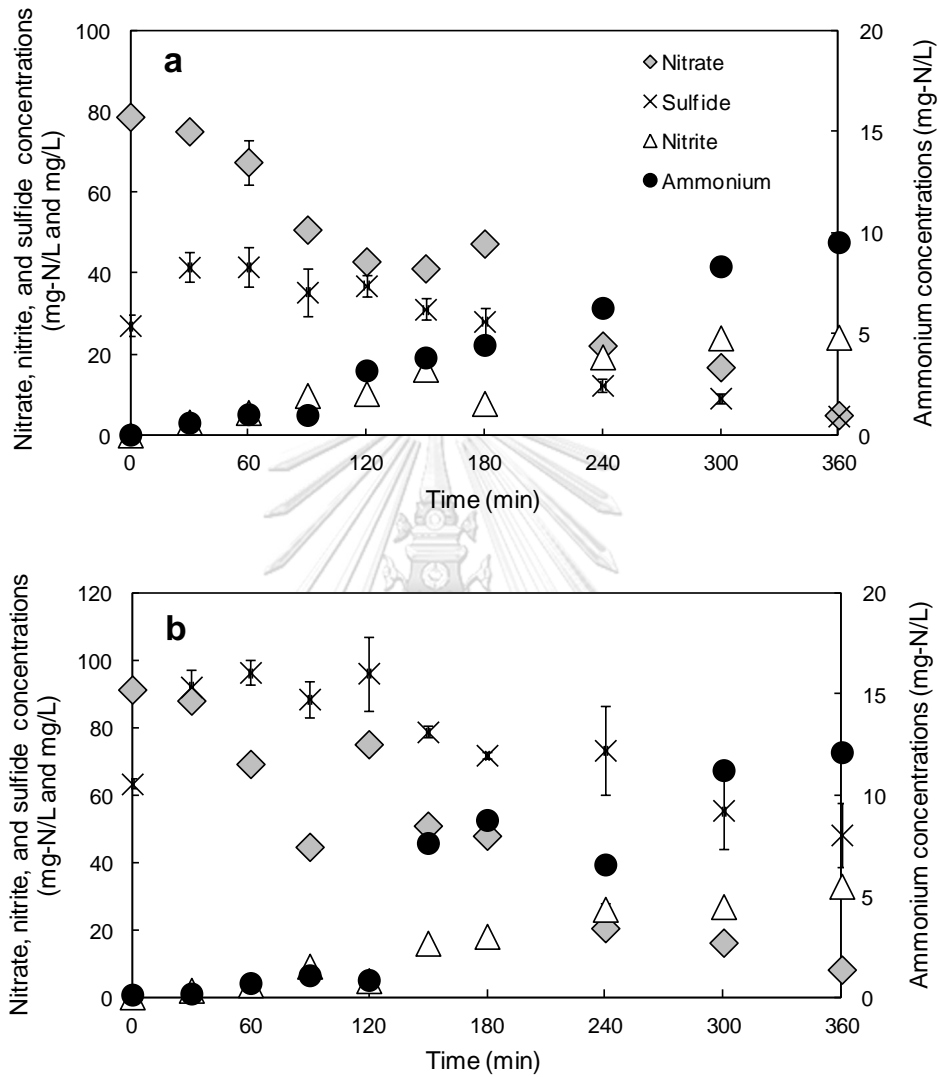 a
Nitrate, nitrite, and sulfide concentrations
(mg-N/L and mg/L)
100
80
60
40
20
0
Nitrate
Sulfide
Nitrite
Ammonium
20
15
10
5
0
Ammonium concentrations (mg-N/L)
0 60 120 180 240 300 360
Time (min)
b
Nitrate, nitrite, and sulfide concentrations
(mg-N/L and mg/L)
120
100
80
60
40
20
0
20
15
10
5
0
Ammonium concentrations (mg-N/L)
0 60 120 180 240 300 360
Time (min)